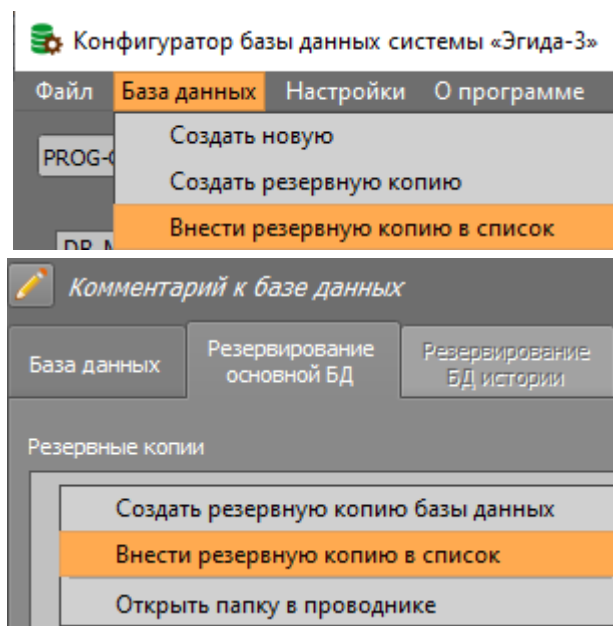 Конфигуратор базы данных системы «Эгида-3»
Файл База данных Настройки О программе
Создать новую
PROG-
Создать резервную копию
Внести резервную копию в список
Комментарий к базе данных
База данных
Резервирование
основной БД
Резервирование
БД истории
Резервные копии
Создать резервную копию базы данных
Внести резервную копию в список
Открыть папку в проводнике